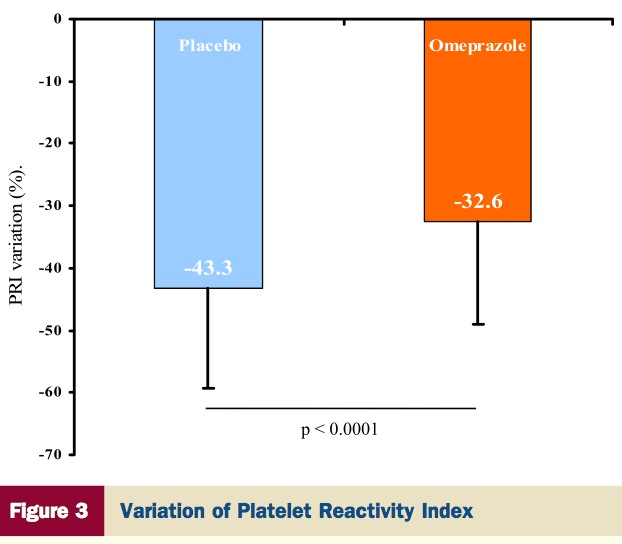 0
-10
-20
-30
-40
-50
-60
-70
PRI variation (%).
Placebo
Omeprazole
-43.3
-32.6
p < 0.0001
Figure 3 Variation of Platelet Reactivity Index